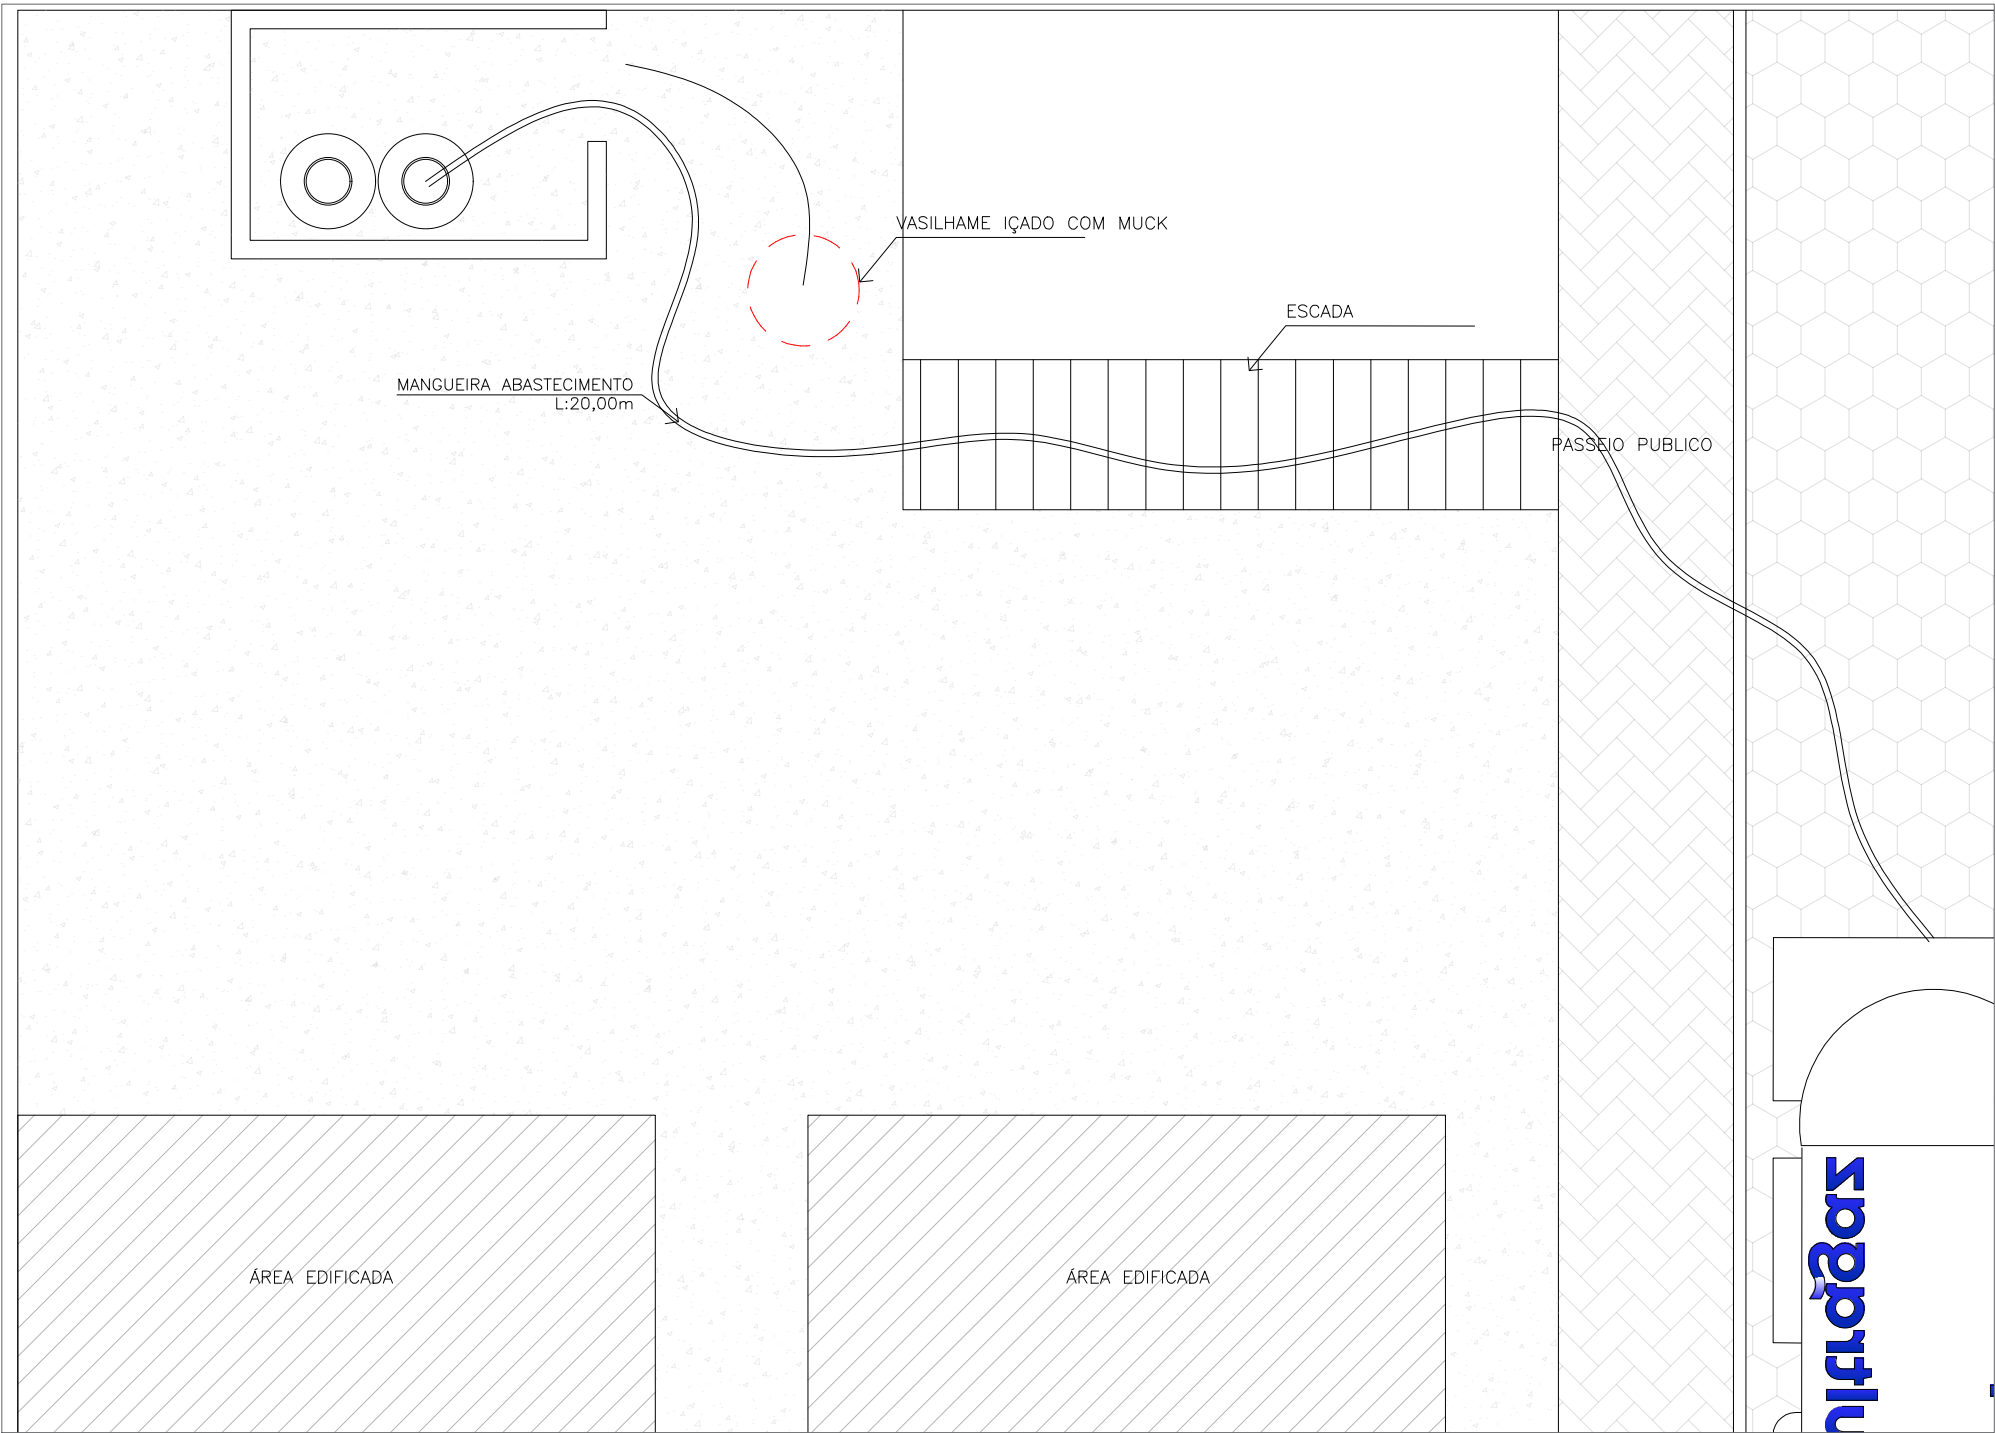 VASILHAME IÇADO COM MUCK
ESCADA
MANGUEIRA ABASTECIMENTO
L:20,00m
PASSEIO PUBLICO
ÁREA EDIFICADA
ÁREA EDIFICADA